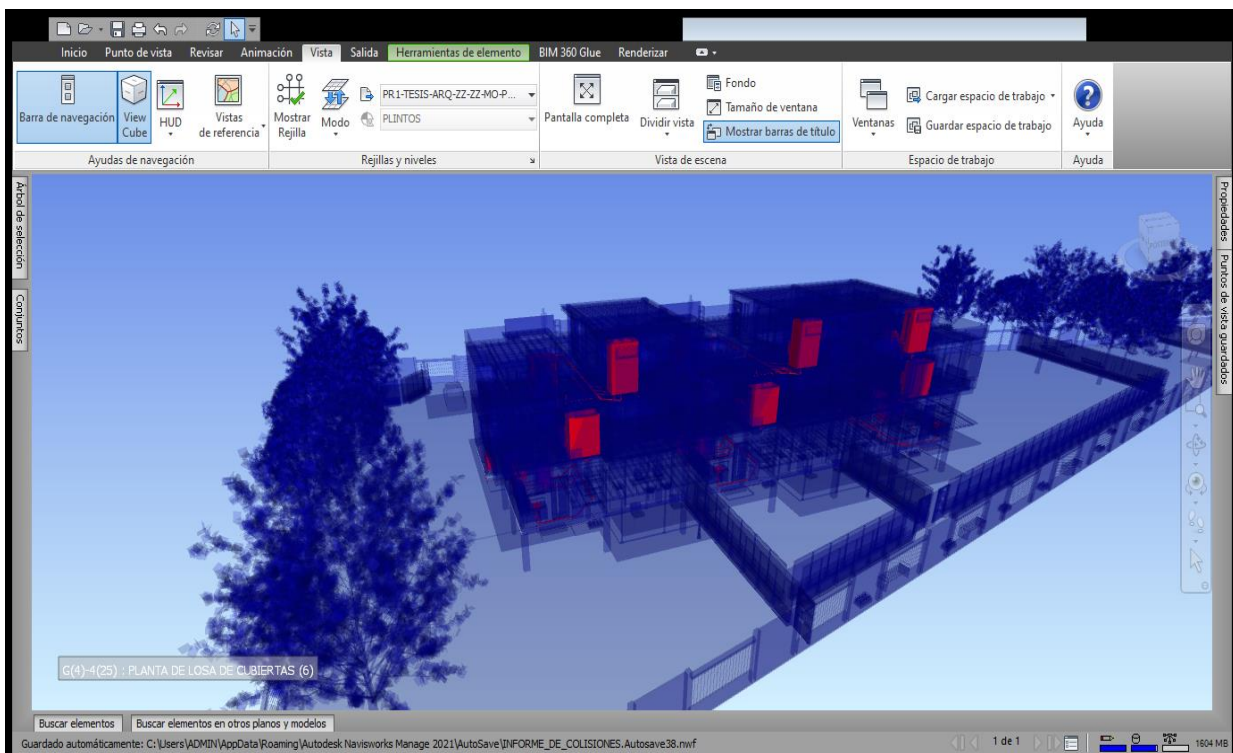 Inicio Punto de vista Revisar Animación Vista Salida Herramientas de elemento BIM 360 Glue Renderizar
Barra de navegación
View Cube
HUD
Vistas de referencia
Ayudas de navegación
Mostrar Rejilla
Modo
PR1-TESIS-ARQ-ZZ-ZZ-MO-P...
PLINTOS
Rejillas y niveles
Pantalla completa
Dividir vista
Fondo
Tamaño de ventana
Mostrar barras de título
Vista de escena
Ventanas
Cargar espacio de trabajo
Guardar espacio de trabajo
Espacio de trabajo
Ayuda
Ayuda
Árbol de selección
Conjuntos
Propiedades
Puntos de vista guardados
G(4)-4(25) : PLANTA DE LOSA DE CUBIERTAS (6)
Buscar elementos Buscar elementos en otros planos y modelos
Guardado automáticamente: C:\Users\ADMIN\AppData\Roaming\Autodesk Navisworks Manage 2021\AutoSave\INFORME_DE_COLISIONES.Autosave38.nwf
1 de 1
1604 MB